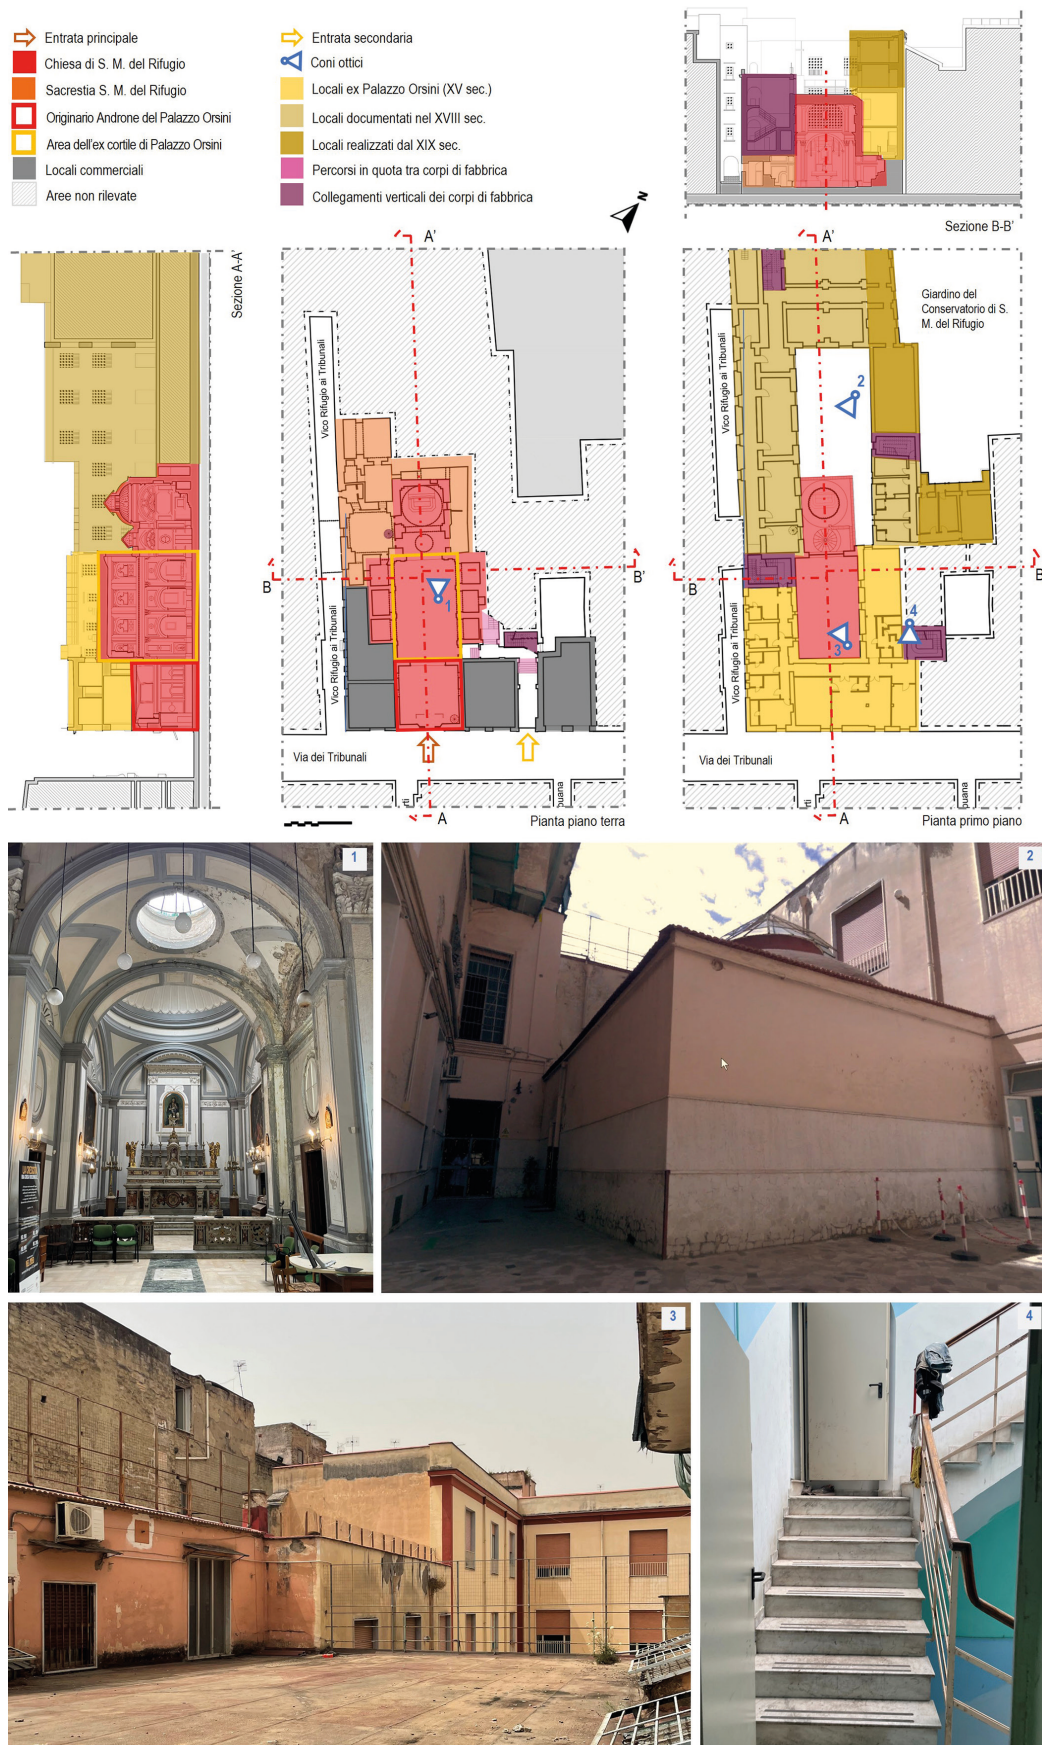 Entrata principale
Chiesa di S. M. del Rifugio
Sacrestia S. M. del Rifugio
Originario Androne del Palazzo Orsini
Area dell'ex cortile di Palazzo Orsini
Locali commerciali
Aree non rilevate
Entrata secondaria
Coni ottici
Locali ex Palazzo Orsini (XV sec.)
Locali documentati nel XVIII sec.
Locali realizzati dal XIX sec.
Percorsi in quota tra corpi di fabbrica
Collegamenti verticali dei corpi di fabbrica
N
Sezione B-B'
Sezione A-A'
A'
Vico Rifugio ai Tribunali
B
B'
1
Vico Rifugio ai Tribunali
Via dei Tribunali
rti
puana
A
Pianta piano terra
A'
Giardino del
Conservatorio di S.
M. del Rifugio
Vico Rifugio ai Tribunali
2
B
B
4
3
Vico Rifugio ai Tribunali
Via dei Tribunali
rti
puana
A
Pianta primo piano
1
2
3
4